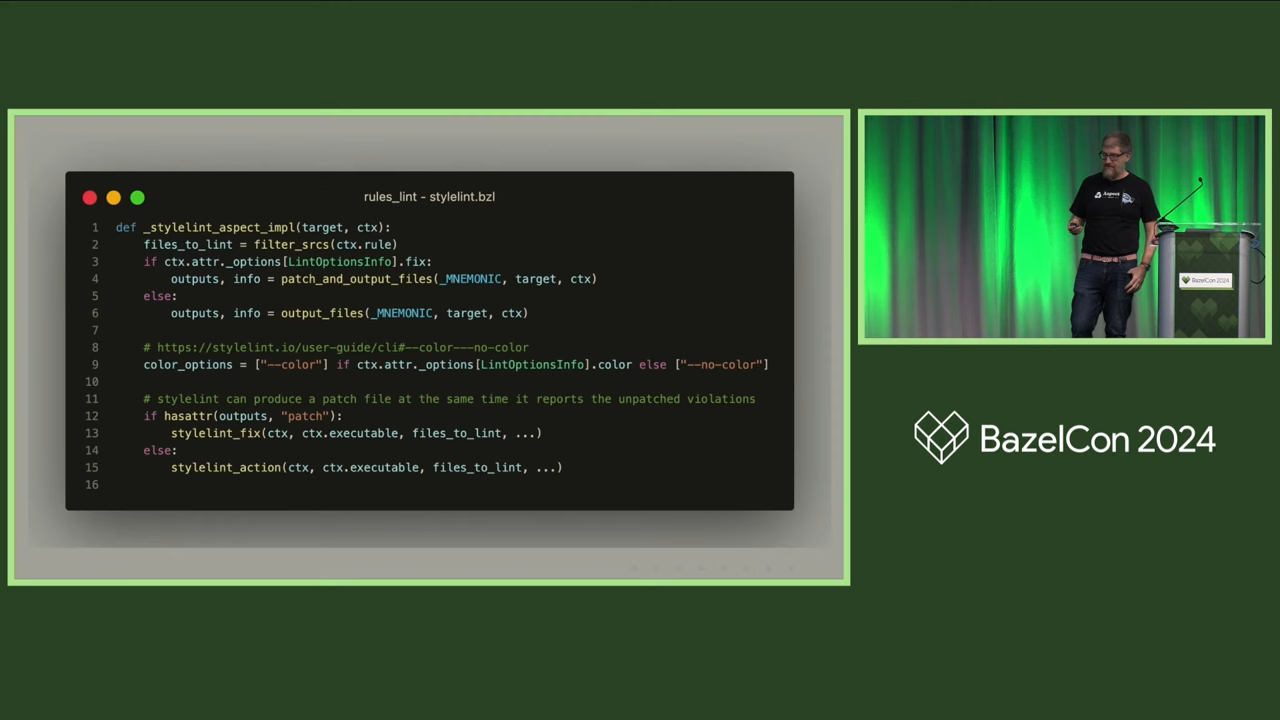 rules_lint - stylelint.bzl
1 def _stylelint_aspect_impl(target, ctx):
2     files_to_lint = filter_srcs(ctx.rule)
3     if ctx.attr._options[LintOptionsInfo].fix:
4         outputs, info = patch_and_output_files(_MNEMONIC, target, ctx)
5     else:
6         outputs, info = output_files(_MNEMONIC, target, ctx)
7
8     # https://stylelint.io/user-guide/cli#--color---no-color
9     color_options = ["--color"] if ctx.attr._options[LintOptionsInfo].color else ["--no-color"]
10
11     # stylelint can produce a patch file at the same time it reports the unpatched violations
12     if hasattr(outputs, "patch"):
13         stylelint_fix(ctx, ctx.executable, files_to_lint, ...)
14     else:
15         stylelint_action(ctx, ctx.executable, files_to_lint, ...)
16
Aspect
BazelCon 2024
BazelCon 2024